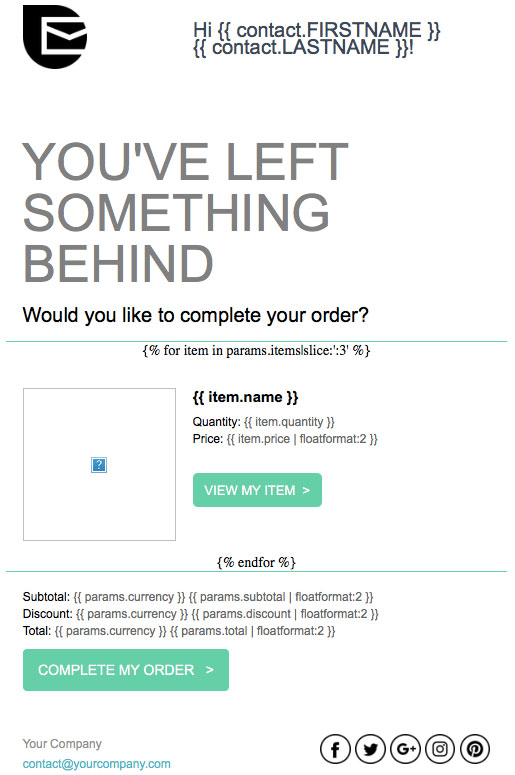 Hi {{ contact.FIRSTNAME }}
{{ contact.LASTNAME }}!
YOU'VE LEFT
SOMETHING
BEHIND
Would you like to complete your order?
{% for item in params.items|slice:':3' %}
{{ item.name }}
Quantity: {{ item.quantity }}
Price: {{ item.price | floatformat:2 }}
?
VIEW MY ITEM >
{% endfor %}
Subtotal: {{ params.currency }} {{ params.subtotal | floatformat:2 }}
Discount: {{ params.currency }} {{ params.discount | floatformat:2 }}
Total: {{ params.currency }} {{ params.total | floatformat:2 }}
COMPLETE MY ORDER >
Your Company
contact@yourcompany.com